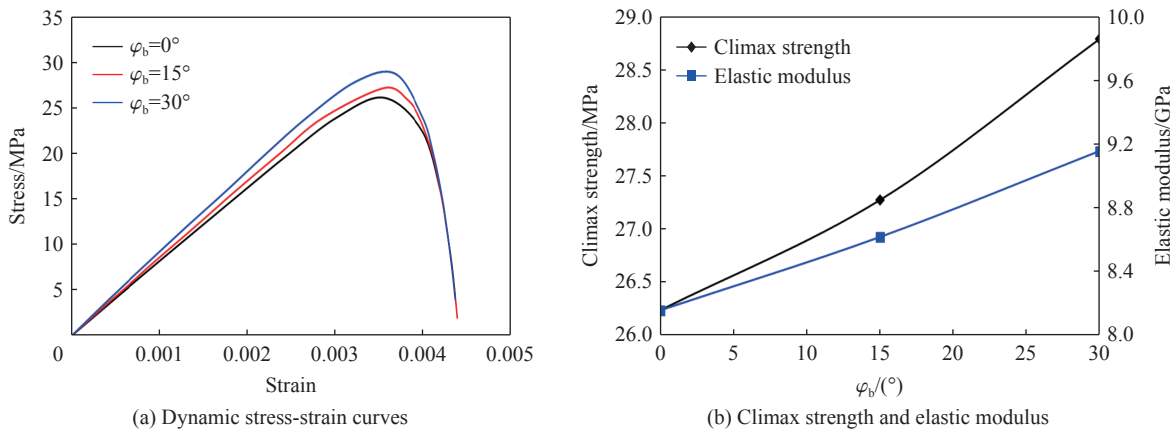 35
30
25
20
15
10
5
0
0.001
0.002
0.003
0.004
0.005
Stress/MPa
Strain
φb=0°
φb=15°
φb=30°
(a) Dynamic stress-strain curves
29.0
28.5
28.0
27.5
27.0
26.5
26.0
Climax strength/MPa
Climax strength
Elastic modulus
10.0
9.6
9.2
8.8
8.4
8.0
Elastic modulus/GPa
0
5
10
15
20
25
30
φb/(°)
(b) Climax strength and elastic modulus